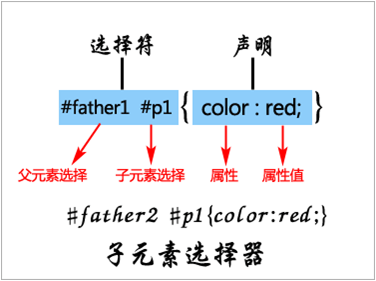 选择符 声明
#father1 #p1{ color : red; }
父元素选择 子元素选择 属性 属性值
#father2 #p1{color:red;}
子元素选择器